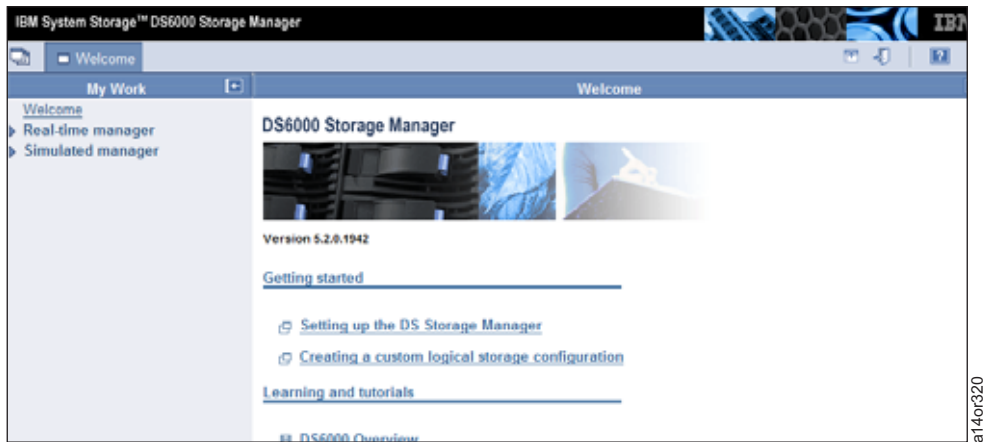 IBM System Storage™ DS6000 Storage Manager
IBM
Welcome
?
My Work
Welcome
Welcome
Real-time manager
Simulated manager
DS6000 Storage Manager
Version 5.2.0.1942
Getting started
Setting up the DS Storage Manager
Creating a custom logical storage configuration
Learning and tutorials
DS6000 Overview
a14or320